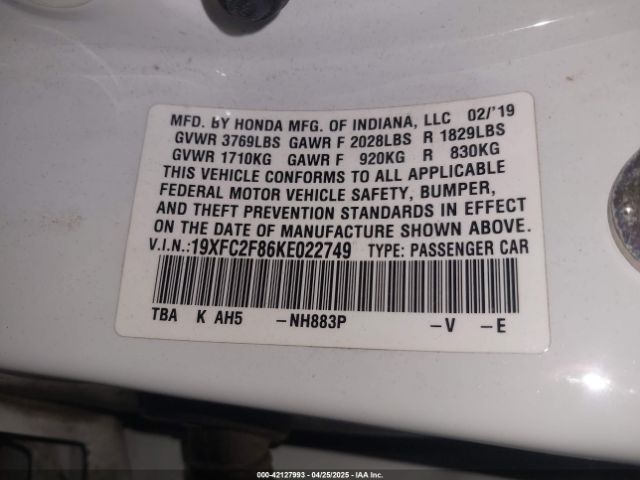 MFD. BY HONDA MFG. OF INDIANA, LLC 02/'19
GVWR 3769LBS GAWR F 2028LBS R 1829LBS
GVWR 1710KG GAWR F 920KG R 830KG
THIS VEHICLE CONFORMS TO ALL APPLICABLE
FEDERAL MOTOR VEHICLE SAFETY, BUMPER,
AND THEFT PREVENTION STANDARDS IN EFFECT
ON THE DATE OF MANUFACTURE SHOWN ABOVE.
V.I.N.:19XFC2F86KE022749 TYPE: PASSENGER CAR
TBA K AH5 –NH883P –V –E
000-42127993 - 04/25/2025 - IAA Inc.